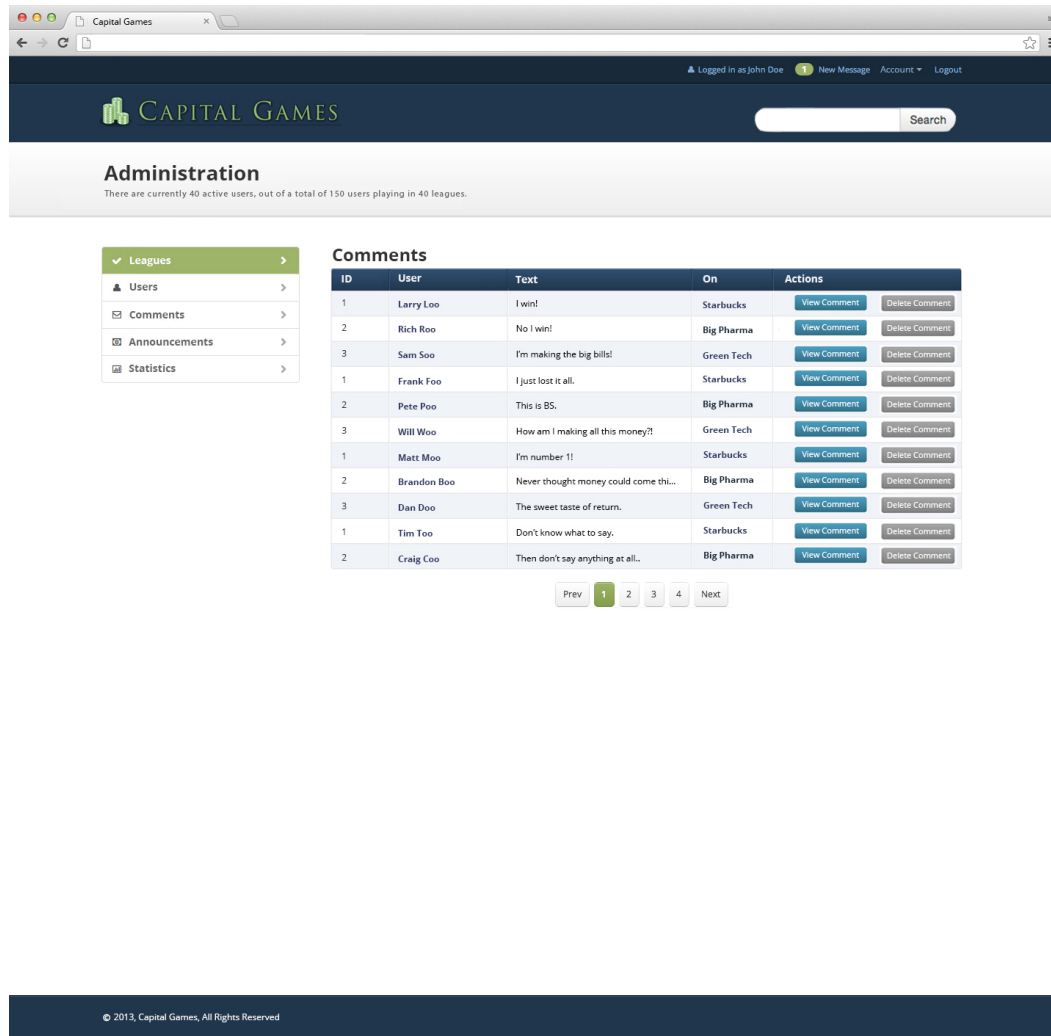 Capital Games
Logged in as John Doe 1 New Message Account Logout
CAPITAL GAMES
Search
Administration
There are currently 40 active users, out of a total of 150 users playing in 40 leagues.
Leagues
Users
Comments
Announcements
Statistics
Comments
ID User Text On Actions
1 Larry Loo I win! Starbucks View Comment Delete Comment
2 Rich Roo No I win! Big Pharma View Comment Delete Comment
3 Sam Soo I'm making the big bills! Green Tech View Comment Delete Comment
1 Frank Foo I just lost it all. Starbucks View Comment Delete Comment
2 Pete Poo This is BS. Big Pharma View Comment Delete Comment
3 Will Woo How am I making all this money?! Green Tech View Comment Delete Comment
1 Matt Moo I'm number 1! Starbucks View Comment Delete Comment
2 Brandon Boo Never thought money could come thi... Big Pharma View Comment Delete Comment
3 Dan Doo The sweet taste of return. Green Tech View Comment Delete Comment
1 Tim Too Don't know what to say. Starbucks View Comment Delete Comment
2 Craig Coo Then don't say anything at all.. Big Pharma View Comment Delete Comment
Prev 1 2 3 4 Next
© 2013, Capital Games, All Rights Reserved